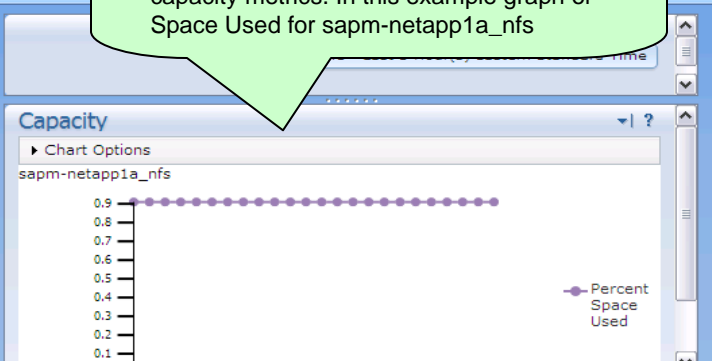 capacity metrics. In this example graph of
Space Used for sapm-netapp1a_nfs
Time
Capacity
?
Chart Options
sapm-netapp1a_nfs
0.9
0.8
0.7
0.6
0.5
0.4
0.3
0.2
0.1
Percent
Space
Used